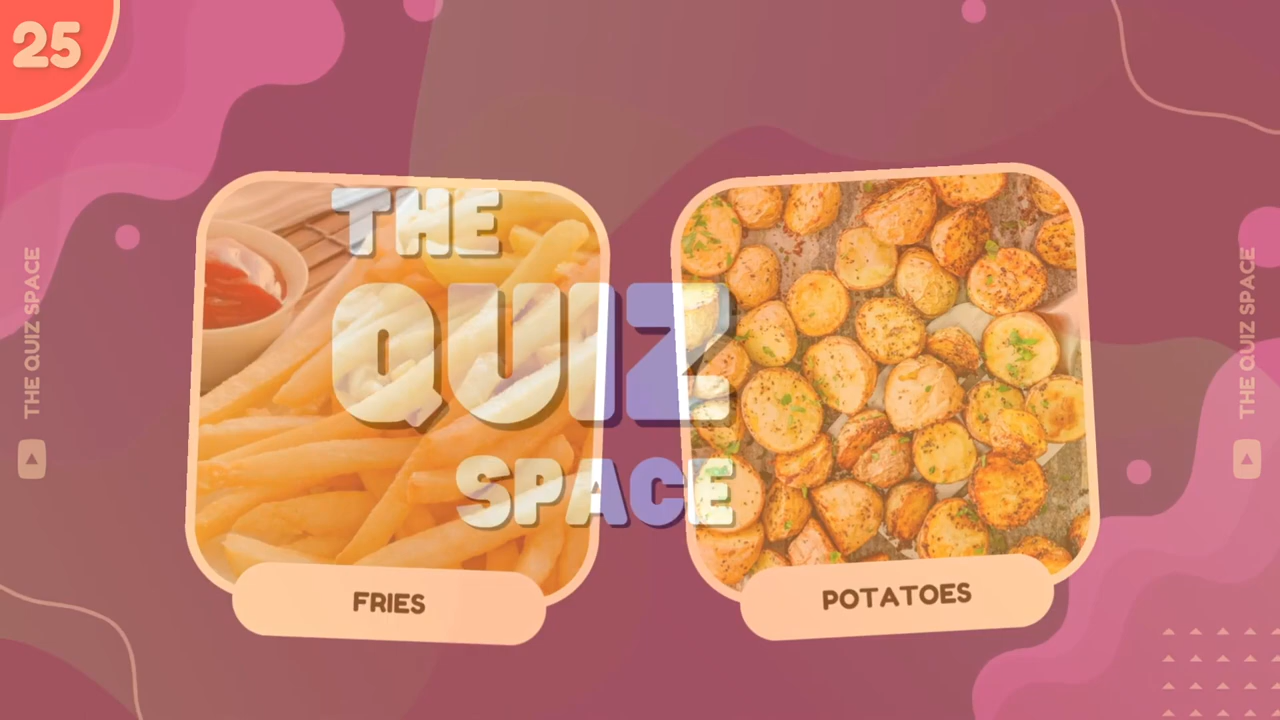 25
THE
QUIZ
SPACE
FRIES
POTATOES
THE QUIZ SPACE
THE QUIZ SPACE